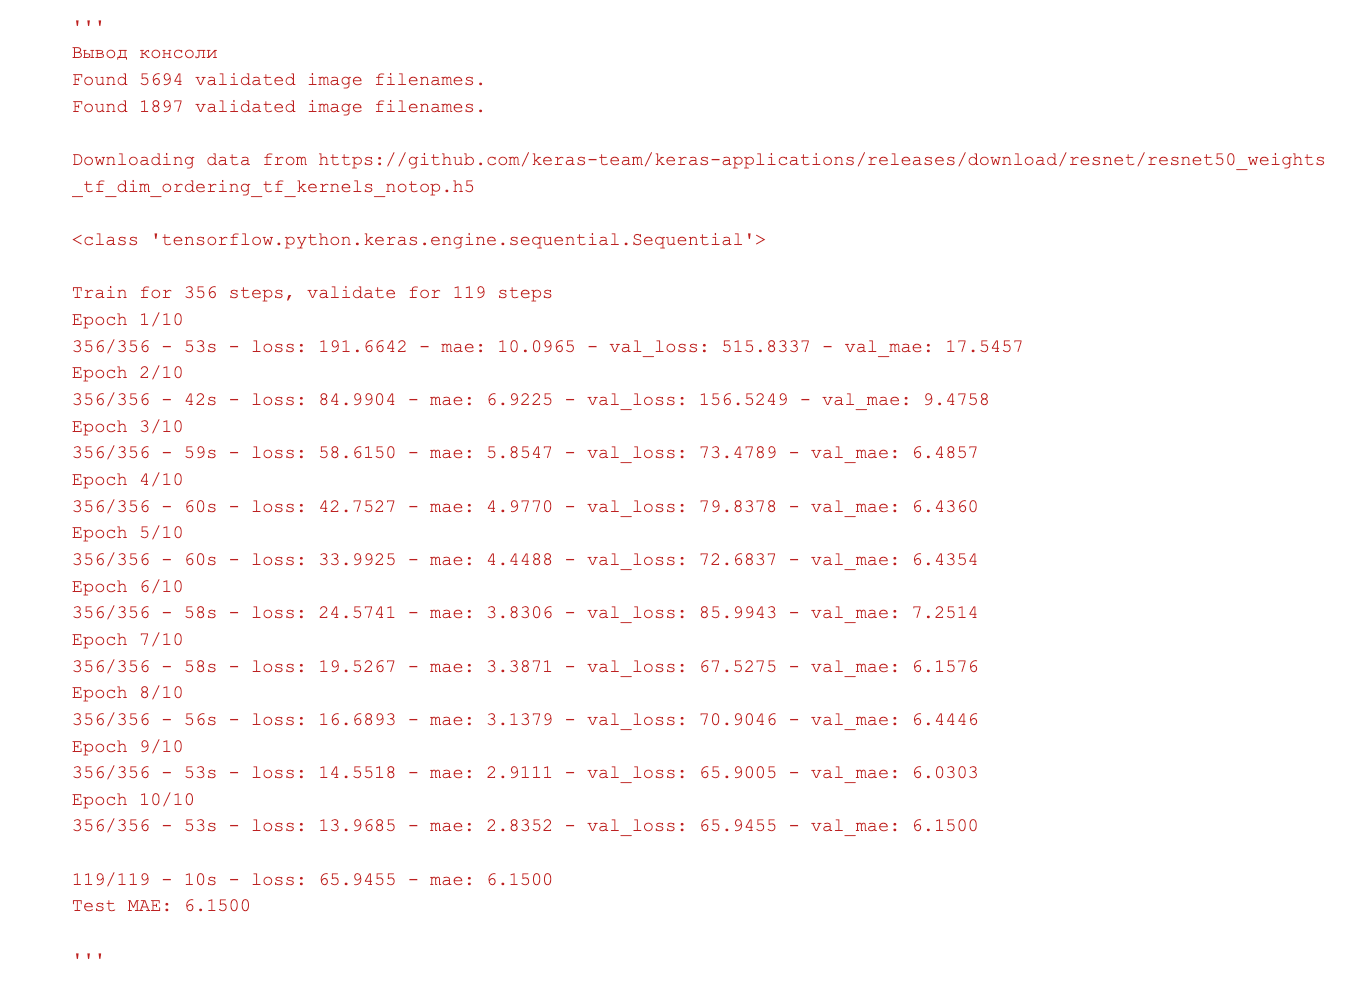 '''
Вывод консоли
Found 5694 validated image filenames.
Found 1897 validated image filenames.
Downloading data from https://github.com/keras-team/keras-applications/releases/download/resnet/resnet50_weights
_tf_dim_ordering_tf_kernels_notop.h5
<class 'tensorflow.python.keras.engine.sequential.Sequential'>
Train for 356 steps, validate for 119 steps
Epoch 1/10
356/356 - 53s - loss: 191.6642 - mae: 10.0965 - val_loss: 515.8337 - val_mae: 17.5457
Epoch 2/10
356/356 - 42s - loss: 84.9904 - mae: 6.9225 - val_loss: 156.5249 - val_mae: 9.4758
Epoch 3/10
356/356 - 59s - loss: 58.6150 - mae: 5.8547 - val_loss: 73.4789 - val_mae: 6.4857
Epoch 4/10
356/356 - 60s - loss: 42.7527 - mae: 4.9770 - val_loss: 79.8378 - val_mae: 6.4360
Epoch 5/10
356/356 - 60s - loss: 33.9925 - mae: 4.4488 - val_loss: 72.6837 - val_mae: 6.4354
Epoch 6/10
356/356 - 58s - loss: 24.5741 - mae: 3.8306 - val_loss: 85.9943 - val_mae: 7.2514
Epoch 7/10
356/356 - 58s - loss: 19.5267 - mae: 3.3871 - val_loss: 67.5275 - val_mae: 6.1576
Epoch 8/10
356/356 - 56s - loss: 16.6893 - mae: 3.1379 - val_loss: 70.9046 - val_mae: 6.4446
Epoch 9/10
356/356 - 53s - loss: 14.5518 - mae: 2.9111 - val_loss: 65.9005 - val_mae: 6.0303
Epoch 10/10
356/356 - 53s - loss: 13.9685 - mae: 2.8352 - val_loss: 65.9455 - val_mae: 6.1500
119/119 - 10s - loss: 65.9455 - mae: 6.1500
Test MAE: 6.1500
'''